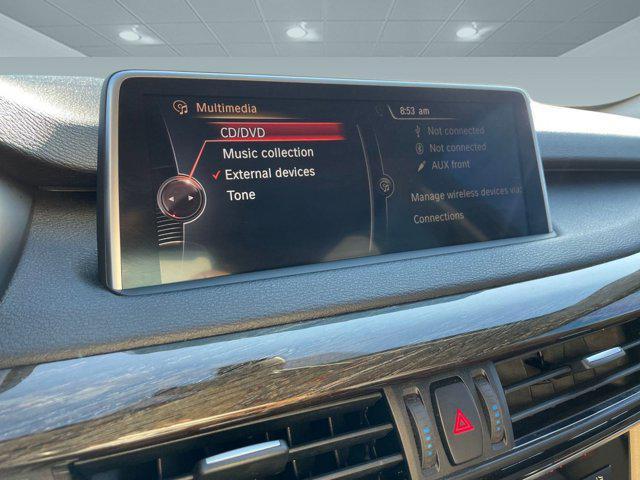 Multimedia
CD/DVD
Music collection
External devices
Tone
8:53 am
Not connected
Not connected
AUX front
Manage wireless devices via:
Connections